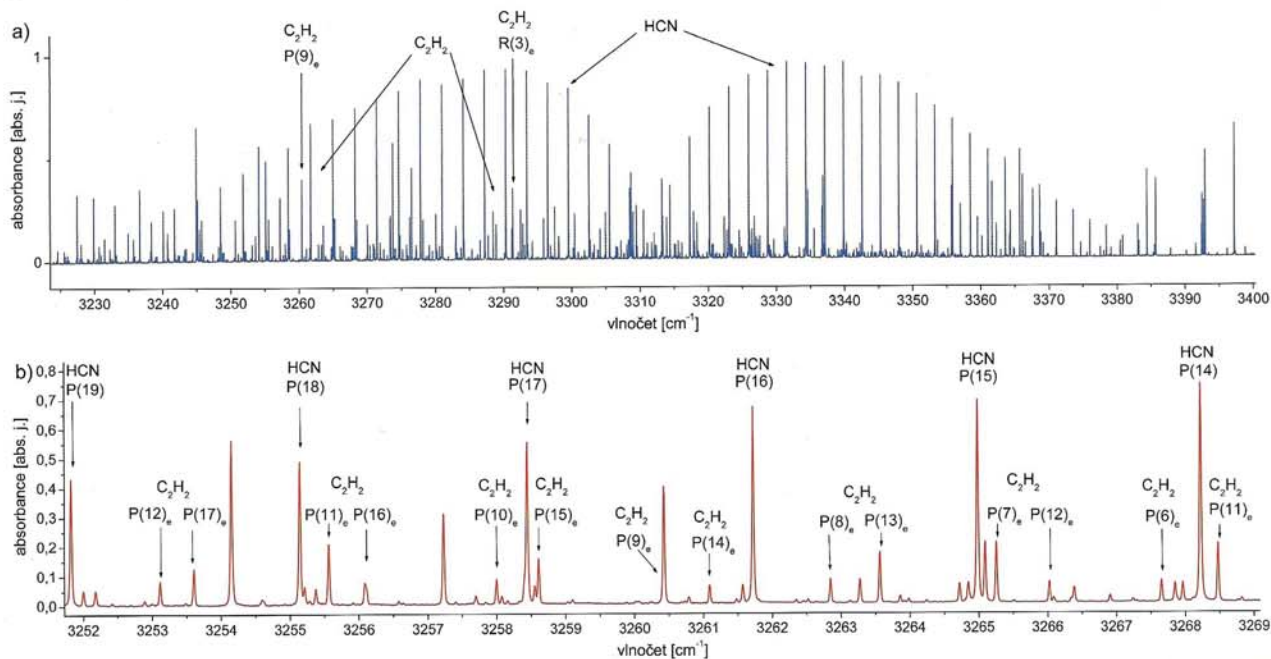 a)
C₂H₂
P(9)ₑ
C₂H₂
C₂H₂
R(3)ₑ
HCN
absorbance [abs. j.]
1
0
3230 3240 3250 3260 3270 3280 3290 3300 3310 3320 3330 3340 3350 3360 3370 3380 3390 3400
vlnočet [cm⁻¹]
b)
HCN
P(19)
HCN
P(18)
HCN
P(17)
HCN
P(16)
HCN
P(15)
HCN
P(14)
C₂H₂
P(12)ₑ P(17)ₑ
C₂H₂
P(11)ₑ P(16)ₑ
C₂H₂
P(10)ₑ
C₂H₂
P(15)ₑ
C₂H₂
P(9)ₑ
C₂H₂
P(14)ₑ
C₂H₂
P(8)ₑ P(13)ₑ
C₂H₂
P(7)ₑ P(12)ₑ
C₂H₂
P(6)ₑ
C₂H₂
P(11)ₑ
absorbance [abs. j.]
0,8
0,7
0,6
0,5
0,4
0,3
0,2
0,1
0,0
3252 3253 3254 3255 3256 3257 3258 3259 3260 3261 3262 3263 3264 3265 3266 3267 3268 3269
vlnočet [cm⁻¹]